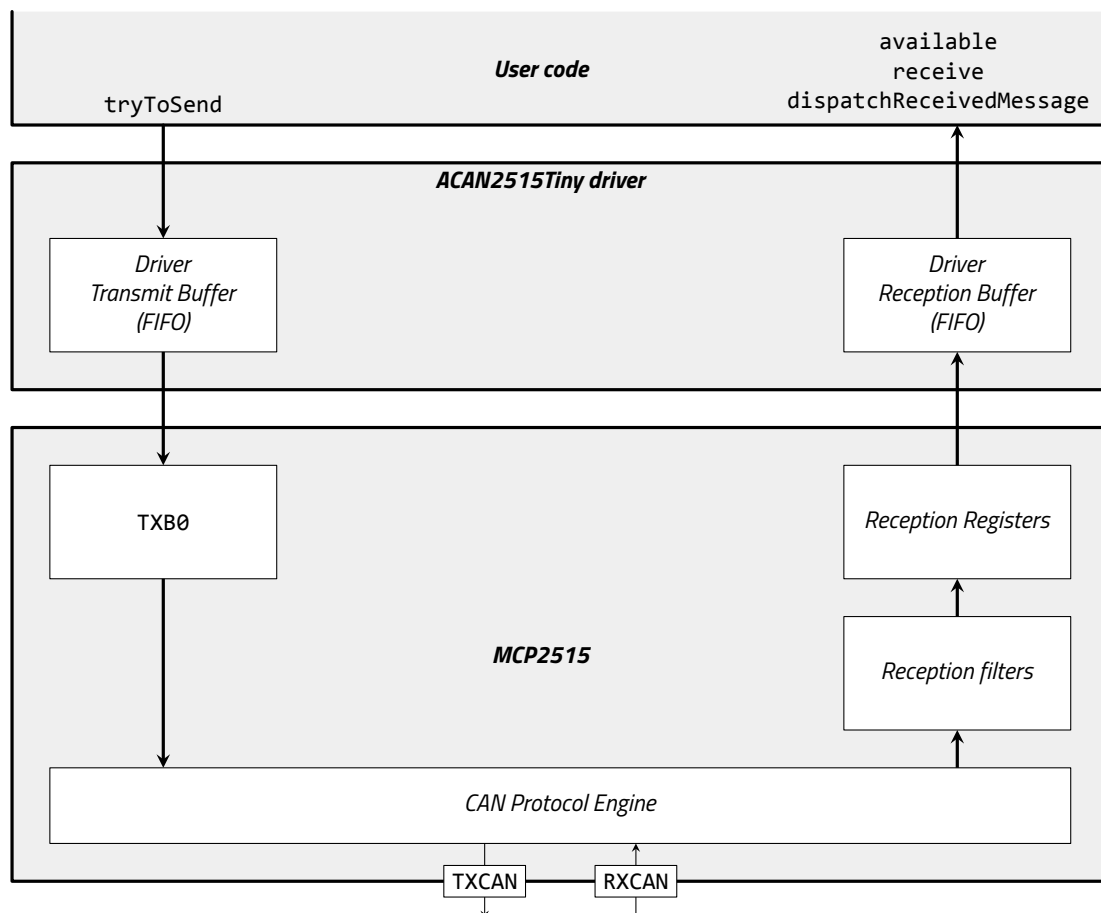 available
User code
receive
tryToSend
dispatchReceivedMessage
ACAN2515Tiny driver
Driver
Transmit Buffer
(FIFO)
Driver
Reception Buffer
(FIFO)
TXB0
Reception Registers
MCP2515
Reception filters
CAN Protocol Engine
TXCAN
RXCAN